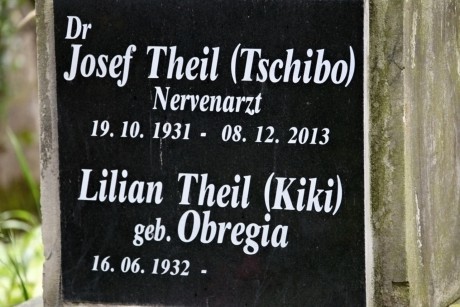 Dr
Josef Theil (Tschibo)
Nervenarzt
19. 10. 1931 - 08. 12. 2013
Lilian Theil (Kiki)
geb. Obregia
16. 06. 1932 -